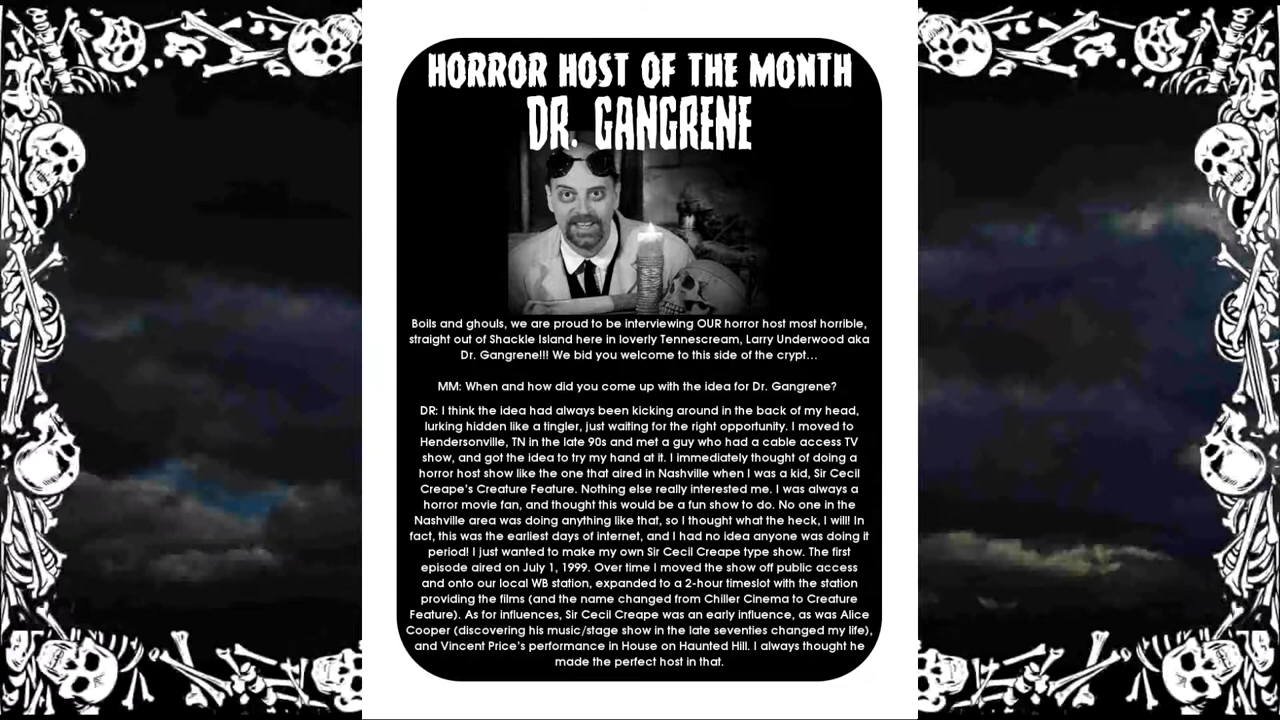 HORROR HOST OF THE MONTH
DR. GANGRENE
Boils and ghouls, we are proud to be interviewing OUR horror host most horrible,
straight out of Shackle Island here in loverly Tennescream, Larry Underwood aka
Dr. Gangrene!!! We bid you welcome to this side of the crypt…
MM: When and how did you come up with the idea for Dr. Gangrene?
DR: I think the idea had always been kicking around in the back of my head,
lurking hidden like a tingler, just waiting for the right opportunity. I moved to
Hendersonville, TN in the late 90s and met a guy who had a cable access TV
show, and got the idea to try my hand at it. I immediately thought of doing a
horror host show like the one that aired in Nashville when I was a kid, Sir Cecil
Creape's Creature Feature. Nothing else really interested me. I was always a
horror movie fan, and thought this would be a fun show to do. No one in the
Nashville area was doing anything like that, so I thought what the heck, I will! In
fact, this was the earliest days of internet, and I had no idea anyone was doing it
period! I just wanted to make my own Sir Cecil Creape type show. The first
episode aired on July 1, 1999. Over time I moved the show off public access
and onto our local WB station, expanded to a 2-hour timeslot with the station
providing the films (and the name changed from Chiller Cinema to Creature
Feature). As for influences, Sir Cecil Creape was an early influence, as was Alice
Cooper (discovering his music/stage show in the late seventies changed my life),
and Vincent Price's performance in House on Haunted Hill. I always thought he
made the perfect host in that.